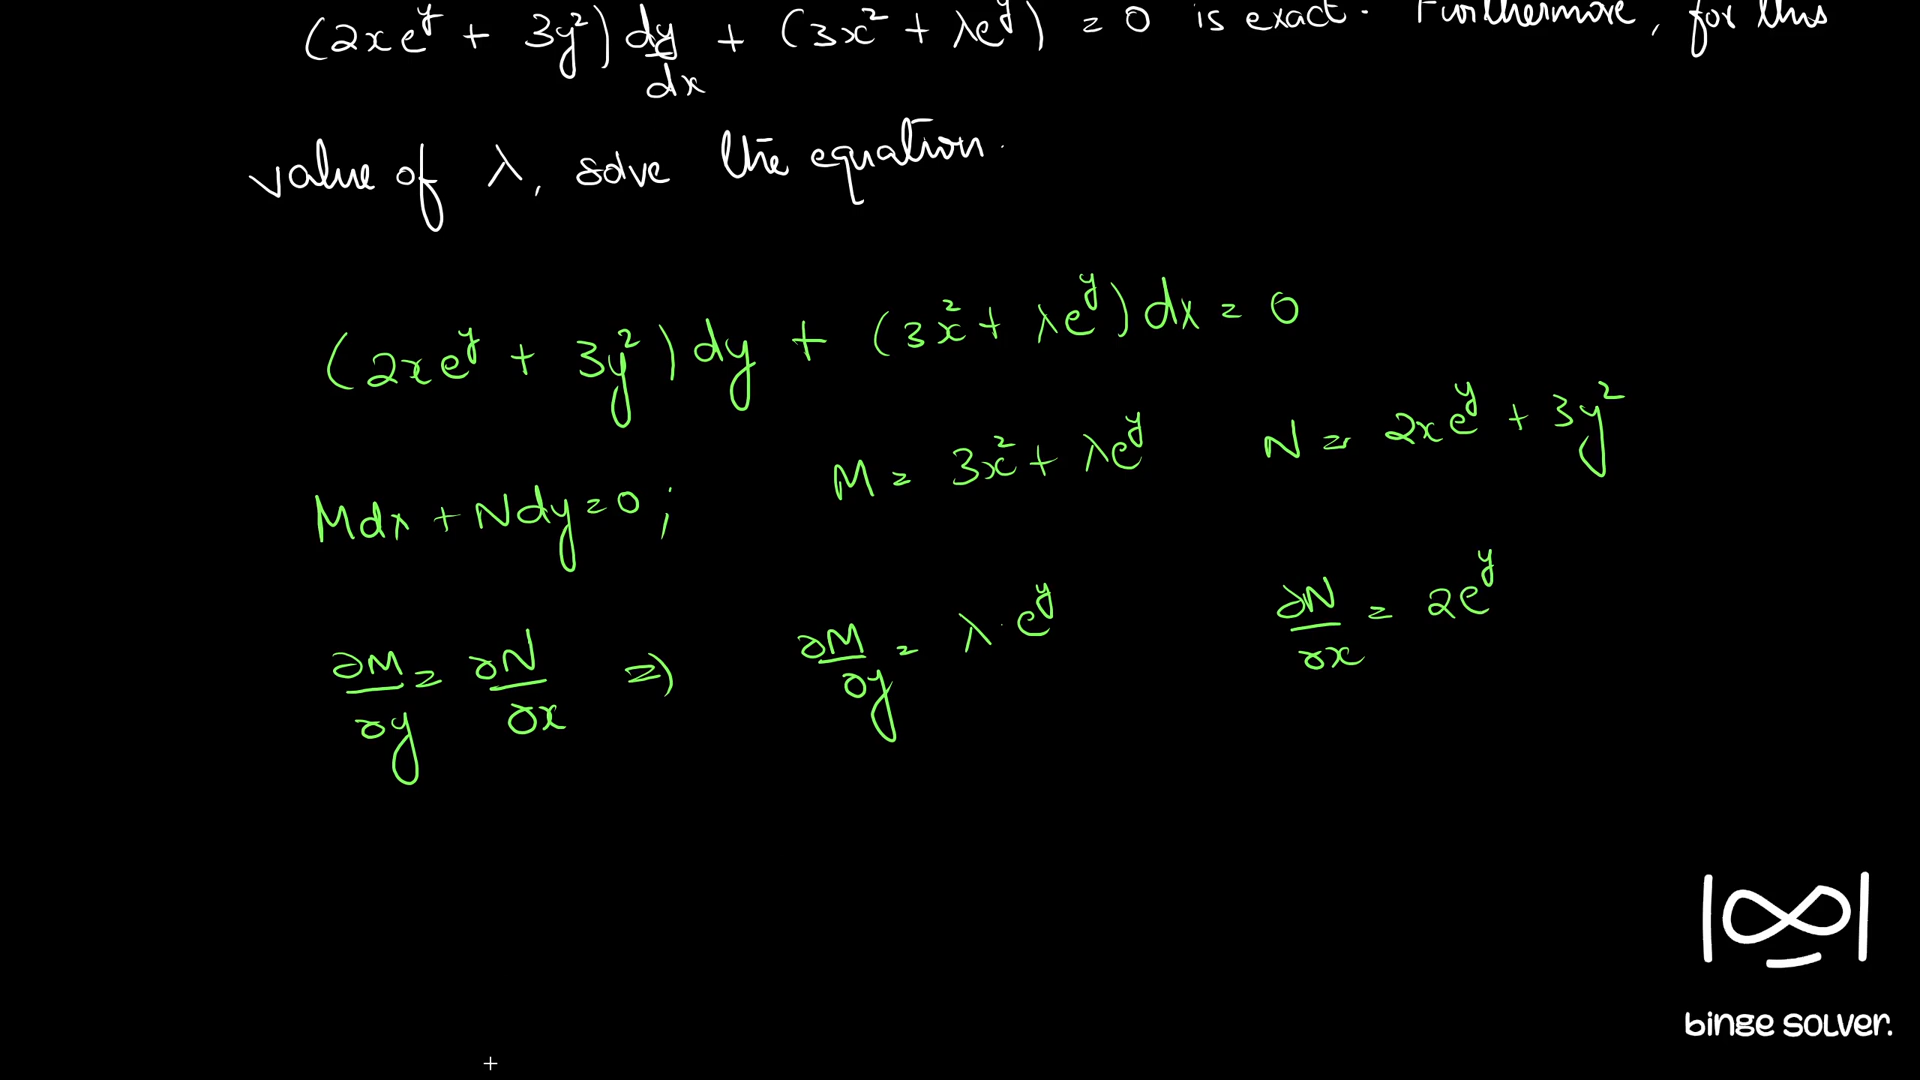 (2xe^y + 3y^2) dy/dx + (3x^2 + λe^y) = 0 is exact. Furthermore, for this
value of λ, solve the equation.
(2xe^y + 3y^2) dy + (3x^2 + λe^y) dx = 0
Mdx + Ndy = 0 ; M = 3x^2 + λe^y N = 2xe^y + 3y^2
∂M/∂y = ∂N/∂x ⇒ ∂M/∂y = λ·e^y ∂N/∂x = 2e^y
binge solver.